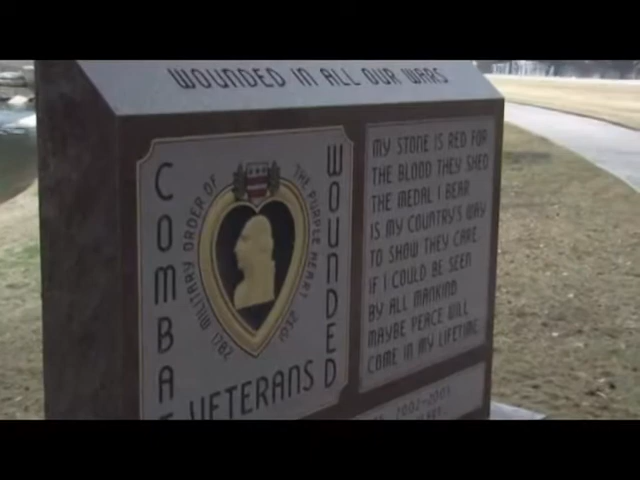 WOUNDED IN ALL OUR WARS
COMBAT
WOUNDED
VETERANS
MILITARY ORDER OF THE PURPLE HEART
1782
1932
MY STONE IS RED FOR
THE BLOOD THEY SHED
THE MEDAL I BEAR
IS MY COUNTRY'S WAY
TO SHOW THEY CARE.
IF I COULD BE SEEN
BY ALL MANKIND
MAYBE PEACE WILL
COME IN MY LIFETIME.
2002-2003